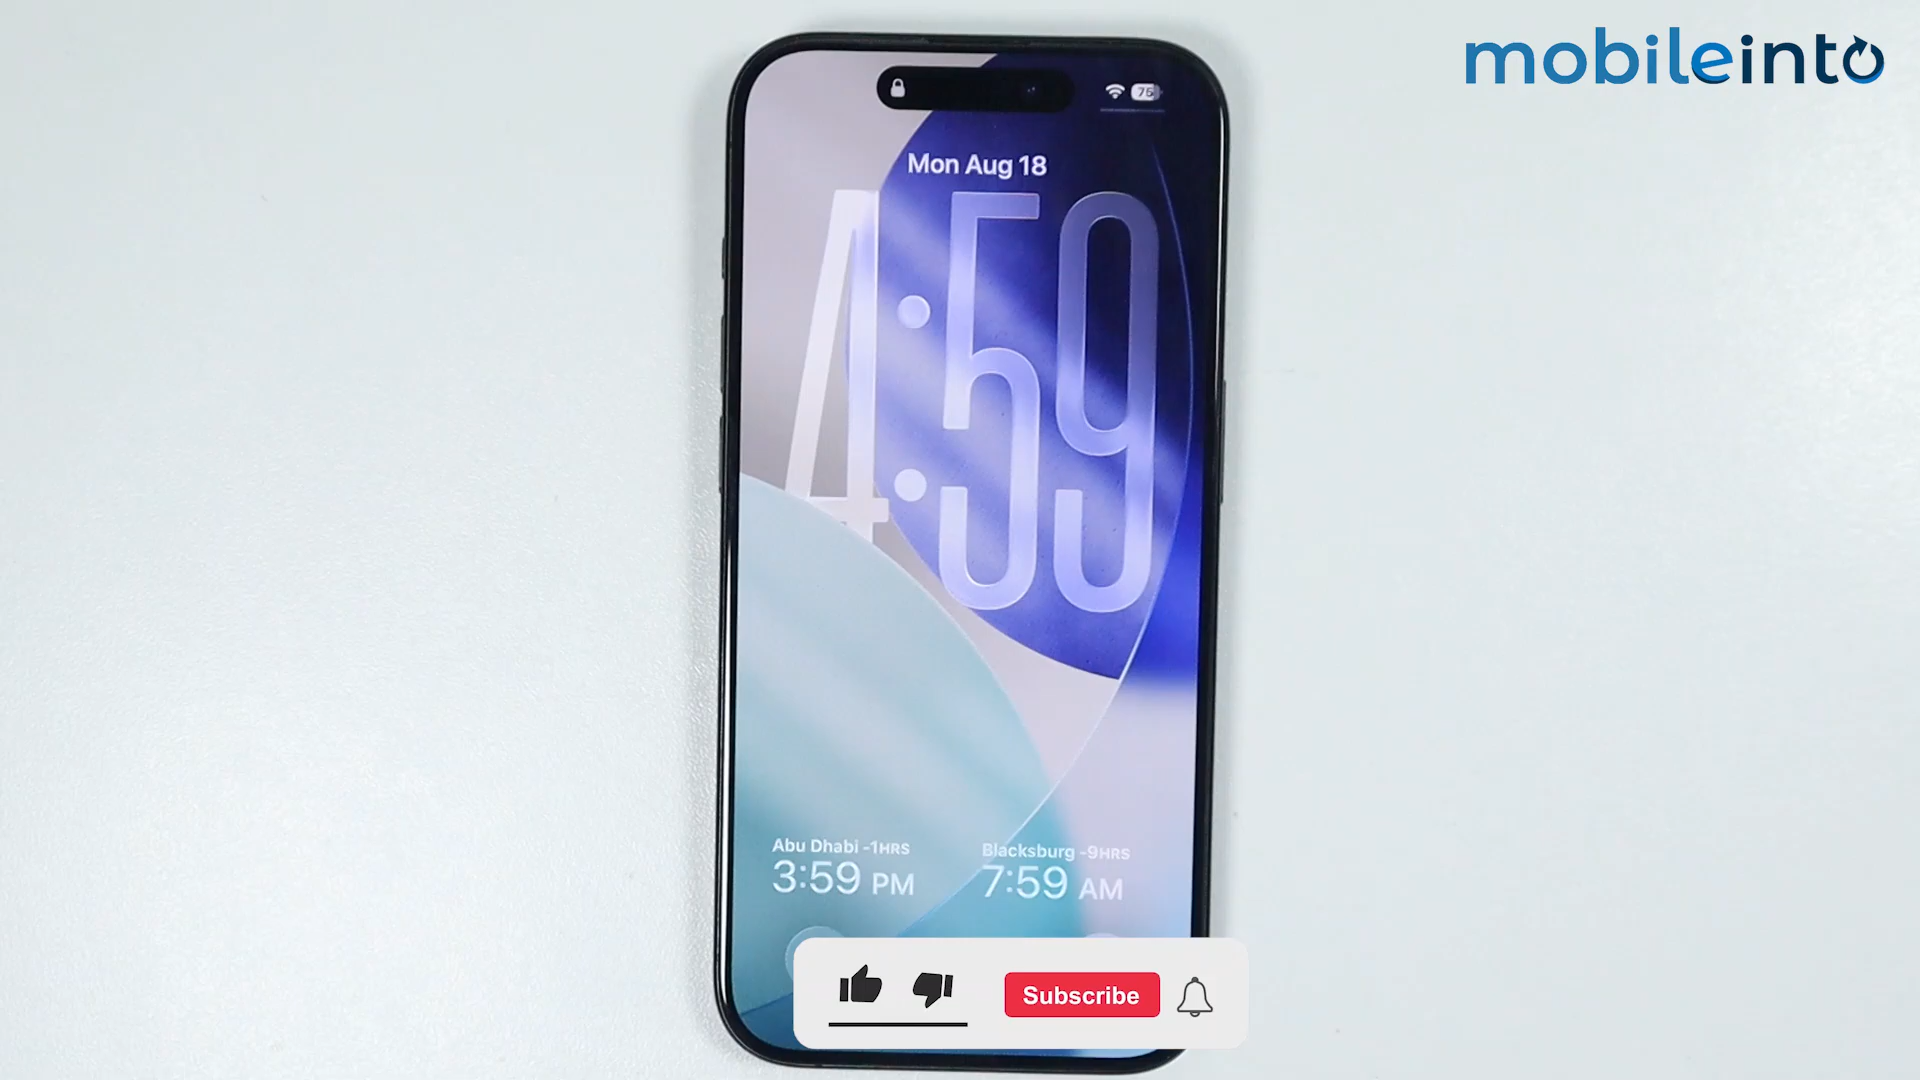 mobileinto
76
Mon Aug 18
4:59
Abu Dhabi -1HRS
3:59 PM
Blacksburg -9HRS
7:59 AM
Subscribe